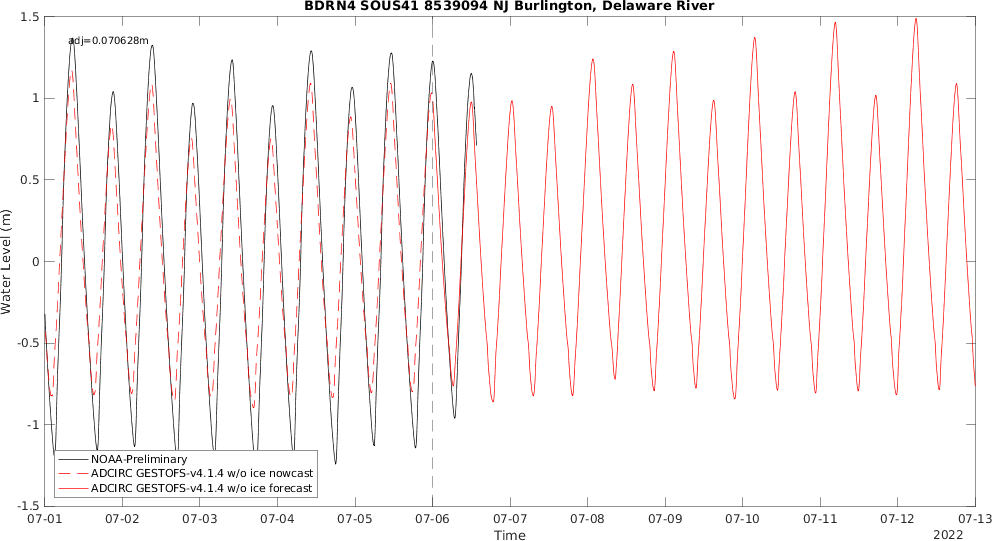 BDRN4 SOUS41 8539094 NJ Burlington, Delaware River
adj=0.070628m
1.5
1
0.5
0
-0.5
-1
-1.5
Water Level (m)
NOAA-Preliminary
ADCIRC GESTOFS-v4.1.4 w/o ice nowcast
ADCIRC GESTOFS-v4.1.4 w/o ice forecast
07-01 07-02 07-03 07-04 07-05 07-06 07-07 07-08 07-09 07-10 07-11 07-12 07-13
Time
2022